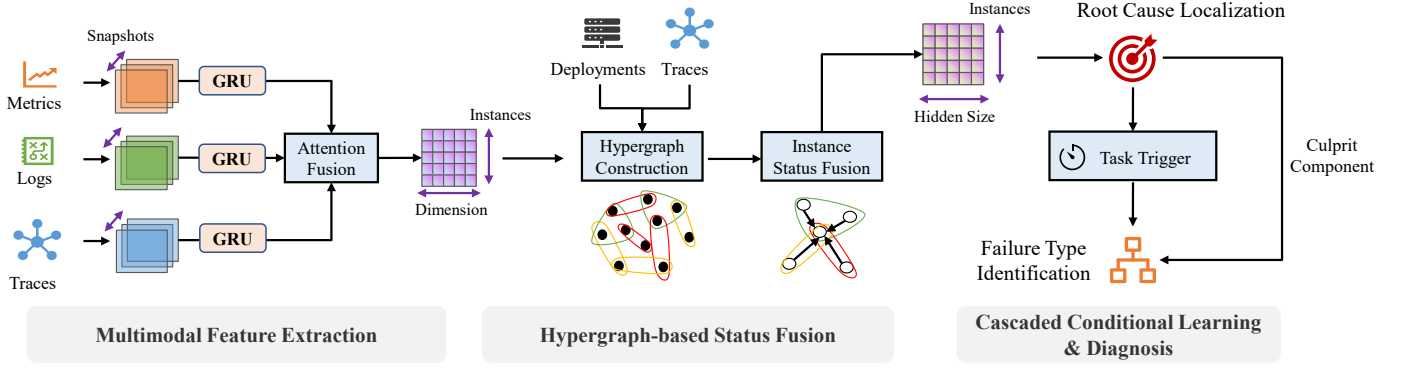 Snapshots
Metrics
GRU
Logs
GRU
Traces
GRU
Attention
Fusion
Instances
Dimension
Multimodal Feature Extraction
Deployments
Traces
Hypergraph
Construction
Instance
Status Fusion
Hypergraph-based Status Fusion
Instances
Hidden Size
Root Cause Localization
Task Trigger
Culprit
Component
Failure Type
Identification
Cascaded Conditional Learning
& Diagnosis